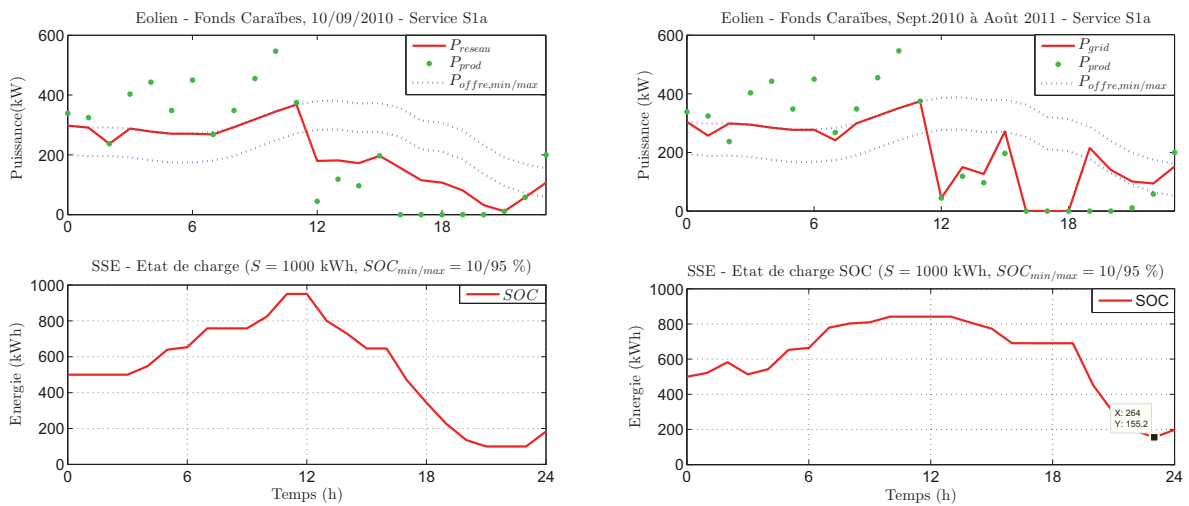 Eolien - Fonds Caraïbes, 10/09/2010 - Service S1a
Puissance(kW)
600
400
200
0
0 6 12 18
P_reseau
P_prod
P_offre,min/max
SSE - Etat de charge (S = 1000 kWh, SOC_min/max = 10/95 %)
Energie (kWh)
1000
800
600
400
200
0
0 6 12 18 24
SOC
Temps (h)
Eolien - Fonds Caraïbes, Sept.2010 à Août 2011 - Service S1a
Puissance (kW)
600
400
200
0
0 6 12 18
P_grid
P_prod
P_offre,min/max
SSE - Etat de charge SOC (S = 1000 kWh, SOC_min/max = 10/95 %)
Energie (kWh)
1000
800
600
400
200
0
0 6 12 18 24
SOC
X: 264
Y: 155.2
Temps (h)